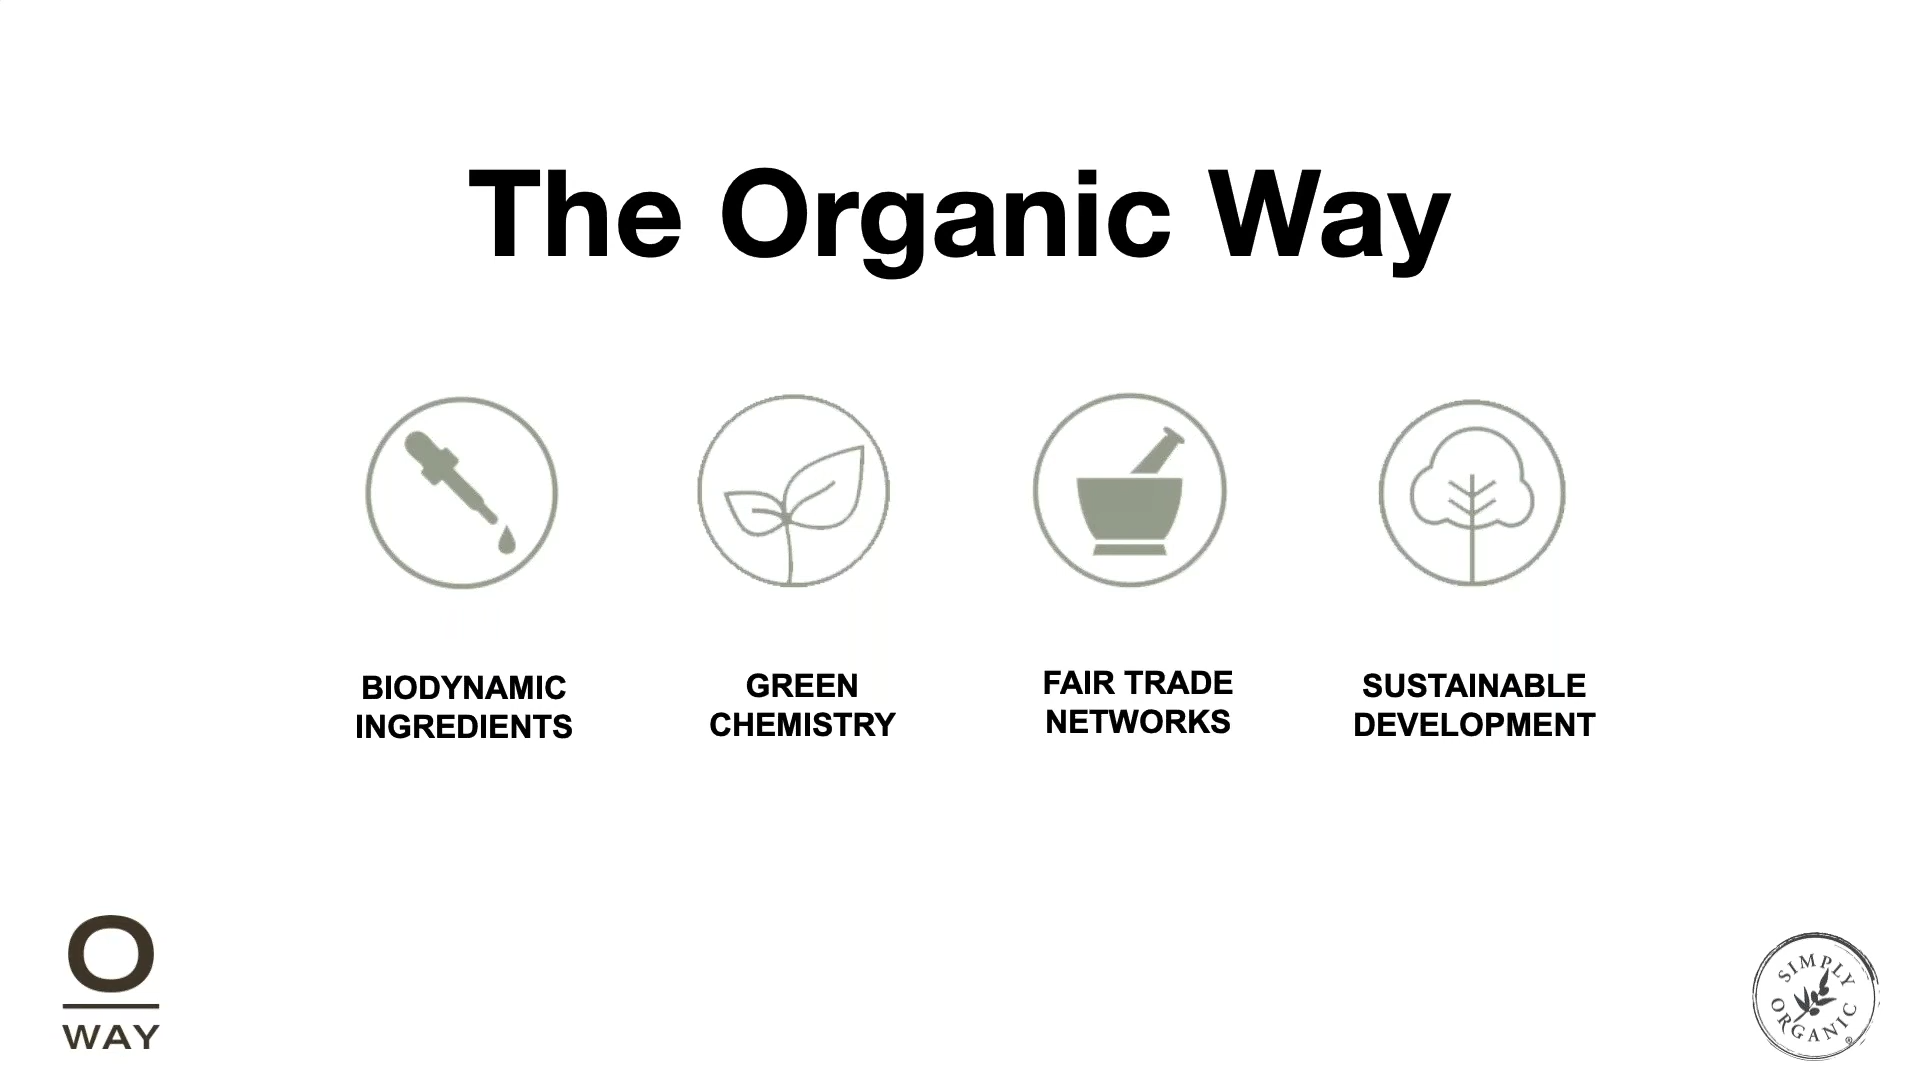 The Organic Way
BIODYNAMIC
INGREDIENTS
GREEN
CHEMISTRY
FAIR TRADE
NETWORKS
SUSTAINABLE
DEVELOPMENT
O
WAY
SIMPLY
ORGANIC®